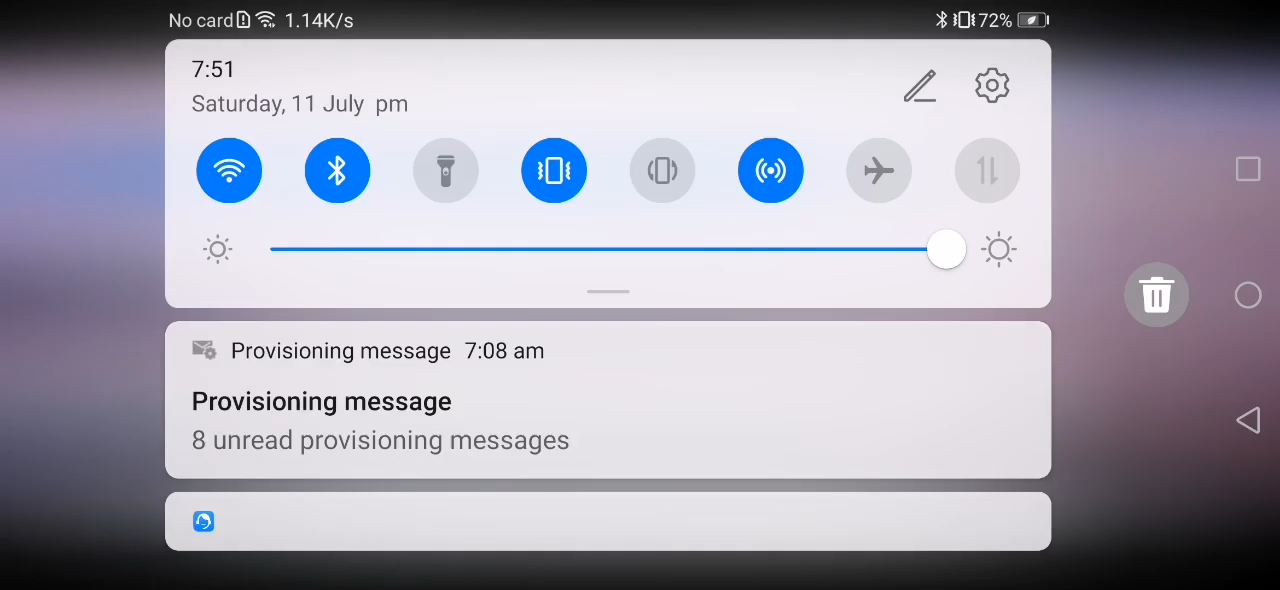 No card 1.14K/s 72%
7:51
Saturday, 11 July pm
Provisioning message 7:08 am
Provisioning message
8 unread provisioning messages